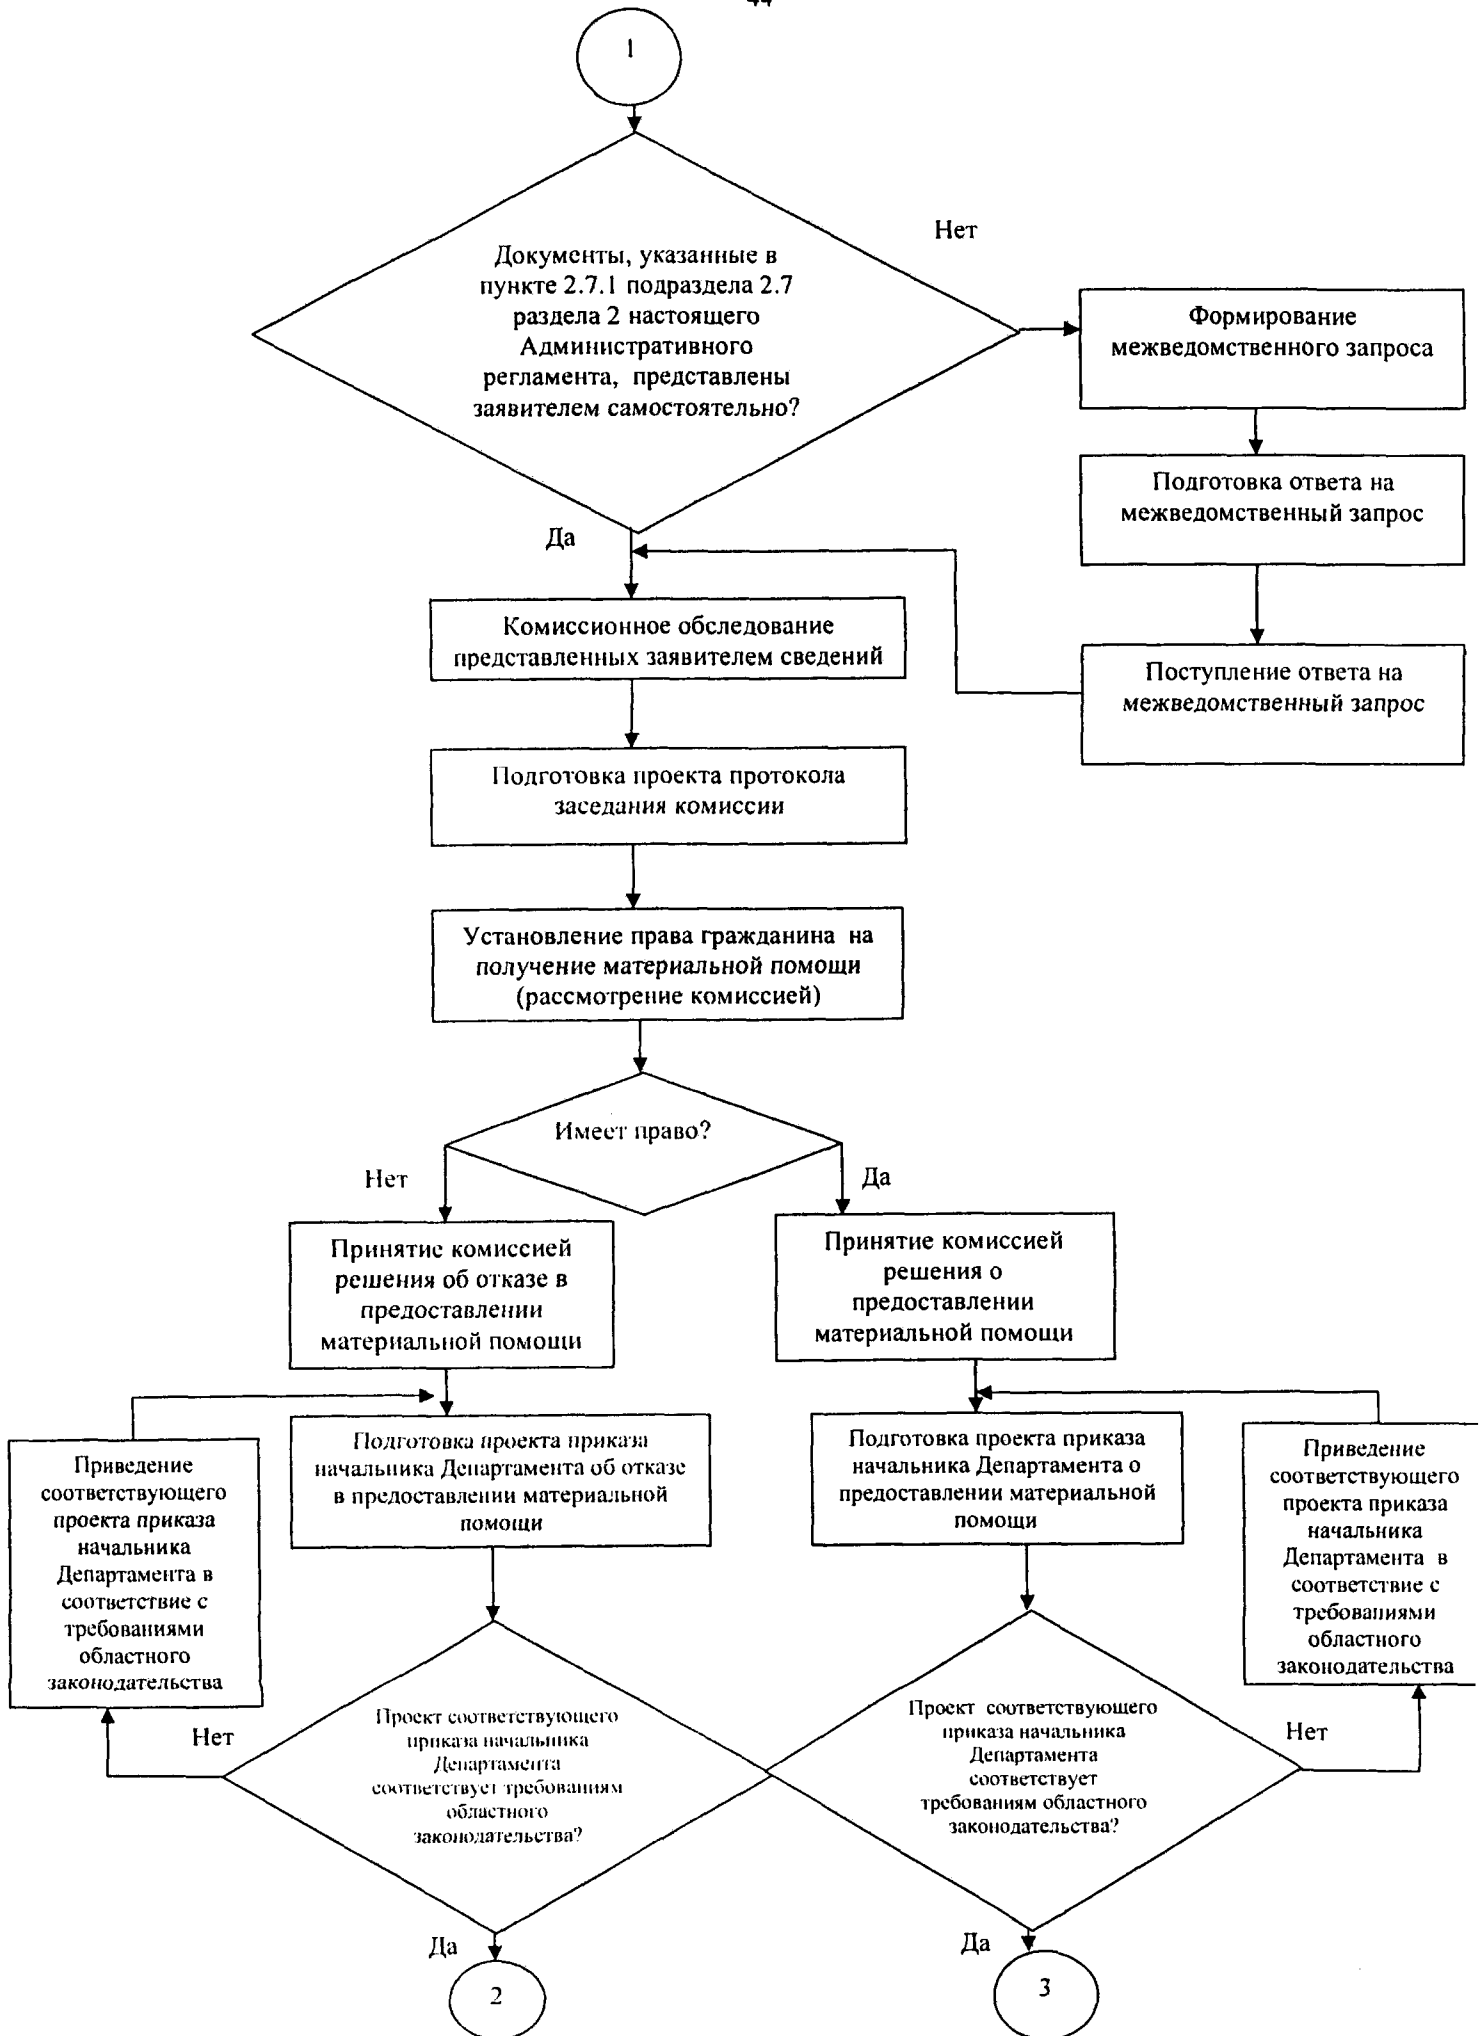 44
1
Нет
Документы, указанные в
пункте 2.7.1 подраздела 2.7
раздела 2 настоящего
Административного
регламента, представлены
заявителем самостоятельно?
Формирование
межведомственного запроса
Подготовка ответа на
межведомственный запрос
Да
Комиссионное обследование
представленных заявителем сведений
Поступление ответа на
межведомственный запрос
Подготовка проекта протокола
заседания комиссии
Установление права гражданина на
получение материальной помощи
(рассмотрение комиссией)
Имеет право?
Нет
Да
Принятие комиссией
решения об отказе в
предоставлении
материальной помощи
Принятие комиссией
решения о
предоставлении
материальной помощи
Приведение
соответствующего
проекта приказа
начальника
Департамента в
соответствие с
требованиями
областного
законодательства
Подготовка проекта приказа
начальника Департамента об отказе
в предоставлении материальной
помощи
Подготовка проекта приказа
начальника Департамента о
предоставлении материальной
помощи
Приведение
соответствующего
проекта приказа
начальника
Департамента в
соответствие с
требованиями
областного
законодательства
Нет
Проект соответствующего
приказа начальника
Департамента
соответствует требованиям
областного
законодательства?
Проект соответствующего
приказа начальника
Департамента
соответствует
требованиям областного
законодательства?
Нет
Да
Да
2
3